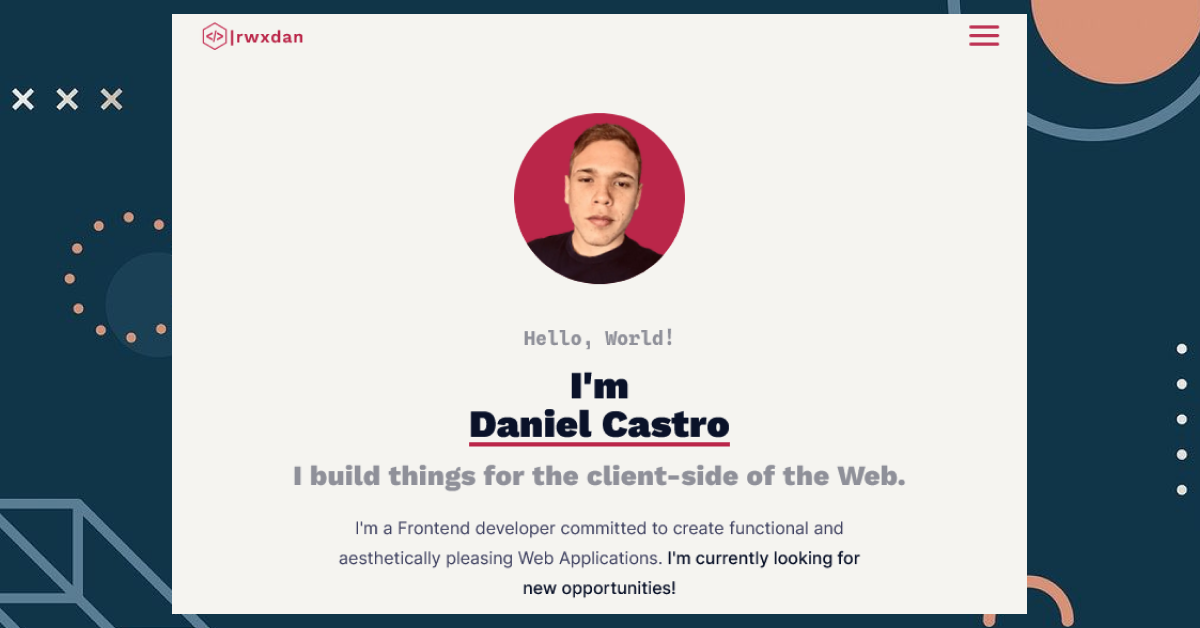 </>|rwxdan
Hello, World!
I'm
Daniel Castro
I build things for the client-side of the Web.
I'm a Frontend developer committed to create functional and
aesthetically pleasing Web Applications. I'm currently looking for
new opportunities!